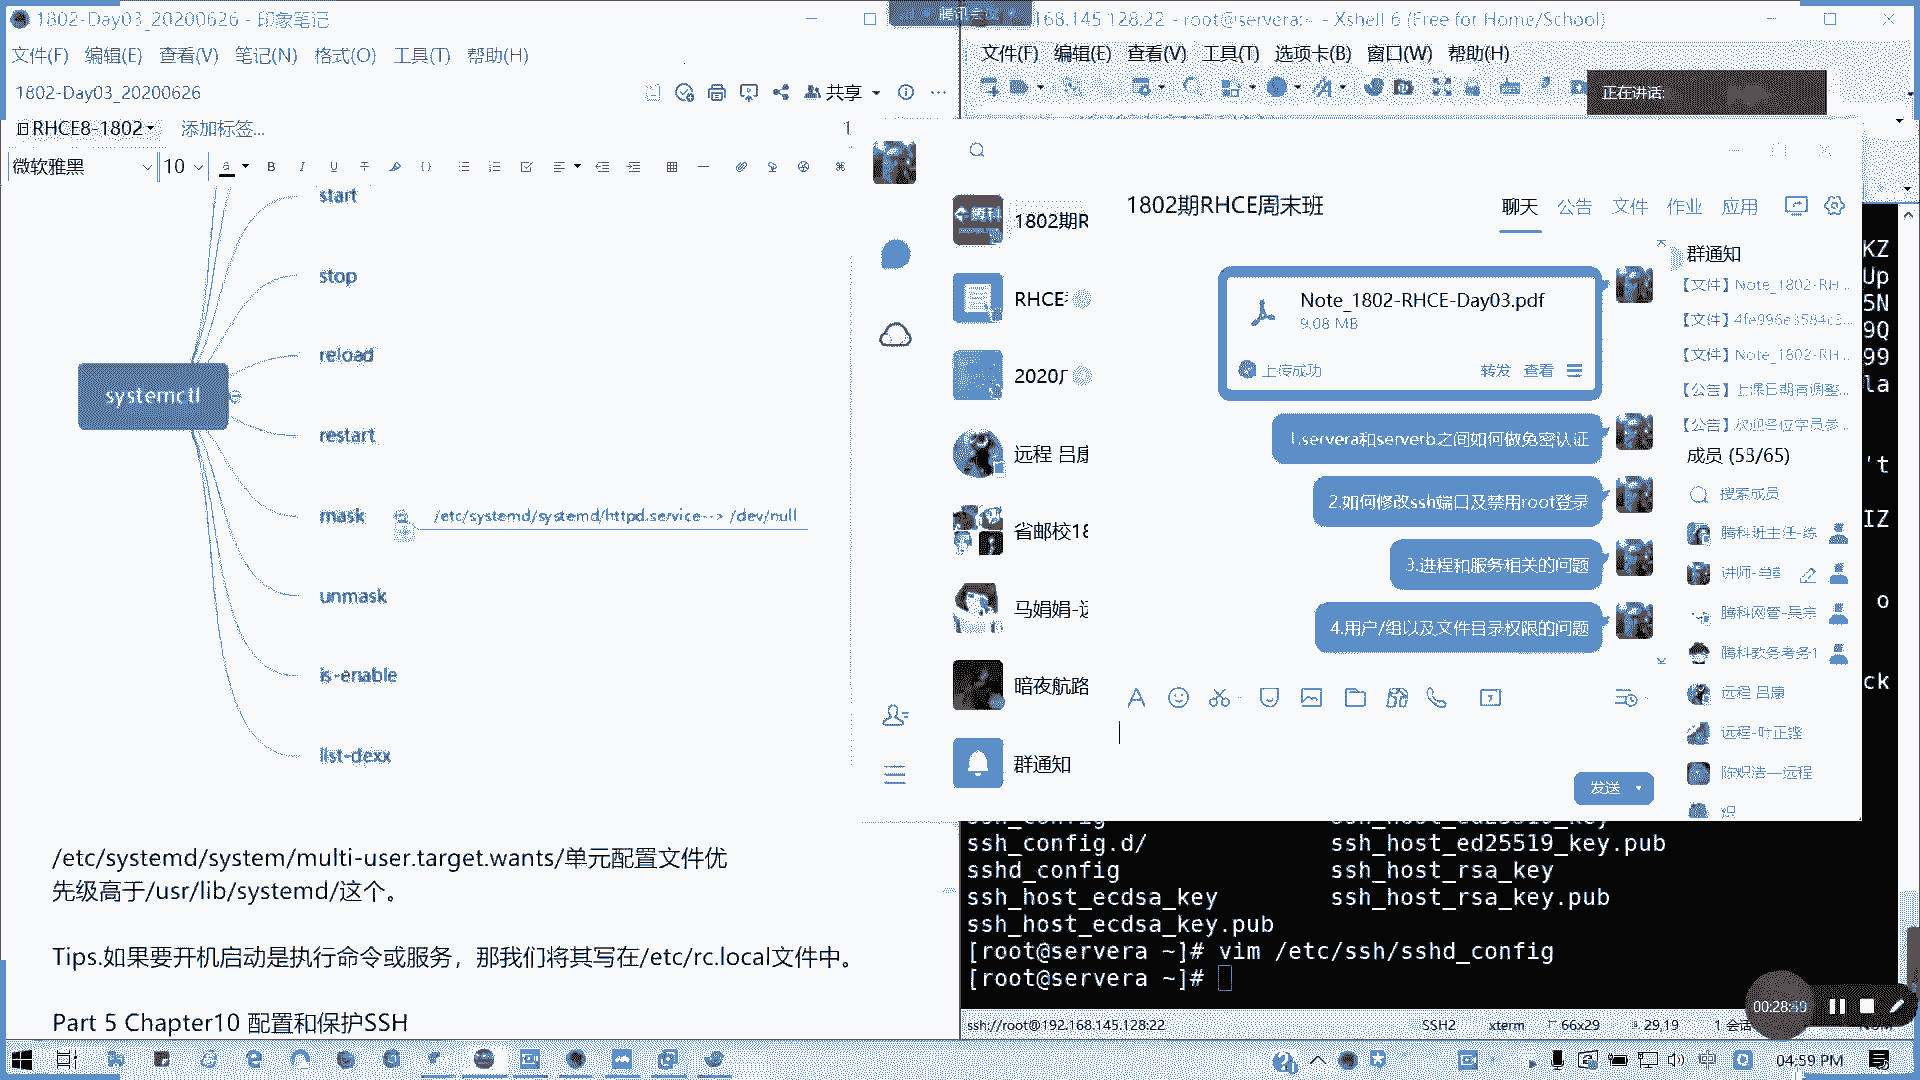 1802-Day03_20200626 - 印象笔记
文件(F) 编辑(E) 查看(V) 笔记(N) 格式(O) 工具(T) 帮助(H)
1802-Day03_20200626
共享
RHCE8-1802
添加标签...
1
微软雅黑
10
start
stop
reload
systemctl
restart
mask
/etc/systemd/systemd/httpd.service--> /dev/null
unmask
is-enable
list-dexx
/etc/systemd/system/multi-user.target.wants/单元配置文件优
先级高于/usr/lib/systemd/这个。
Tips.如果要开机启动是执行命令或服务，那我们将其写在/etc/rc.local文件中。
Part 5 Chapter10 配置和保护SSH
腾讯会议
168.145.128:22 - root@servera:~ - Xshell 6 (Free for Home/School)
文件(F) 编辑(E) 查看(V) 工具(T) 选项卡(B) 窗口(W) 帮助(H)
正在讲话:
1802期R
RHCE
2020
远程 吕康
省邮校18
马娟娟-远
暗夜航路
群通知
1802期RHCE周末班
聊天 公告 文件 作业 应用
Note_1802-RHCE-Day03.pdf
9.08 MB
上传成功
转发 查看
1.servera和serverb之间如何做免密认证
2.如何修改ssh端口及禁用root登录
3.进程和服务相关的问题
4.用户/组以及文件目录权限的问题
发送
群通知
【文件】Note_1802-RH...
【文件】4fe996e3584c3...
【文件】Note_1802-RH...
【公告】上课日期有调整...
【公告】欢迎各位学员参...
成员 (53/65)
搜索成员
腾科班主任-练
讲师-
腾科网管-吴宗
腾科教务考务1
远程 吕康
远程-叶正铿
陈炽洁—远程
炽
KZ
Up
5N
9Q
99
la
't
IZ
o
ck
ssh_config
ssh_config.d/ ssh_host_ed25519_key.pub
sshd_config ssh_host_rsa_key
ssh_host_ecdsa_key ssh_host_rsa_key.pub
ssh_host_ecdsa_key.pub
[root@servera ~]# vim /etc/ssh/sshd_config
[root@servera ~]#
00:28:49
ssh://root@192.168.145.128:22
SSH2
xterm
66x29
29,19
1 会话
04:59 PM